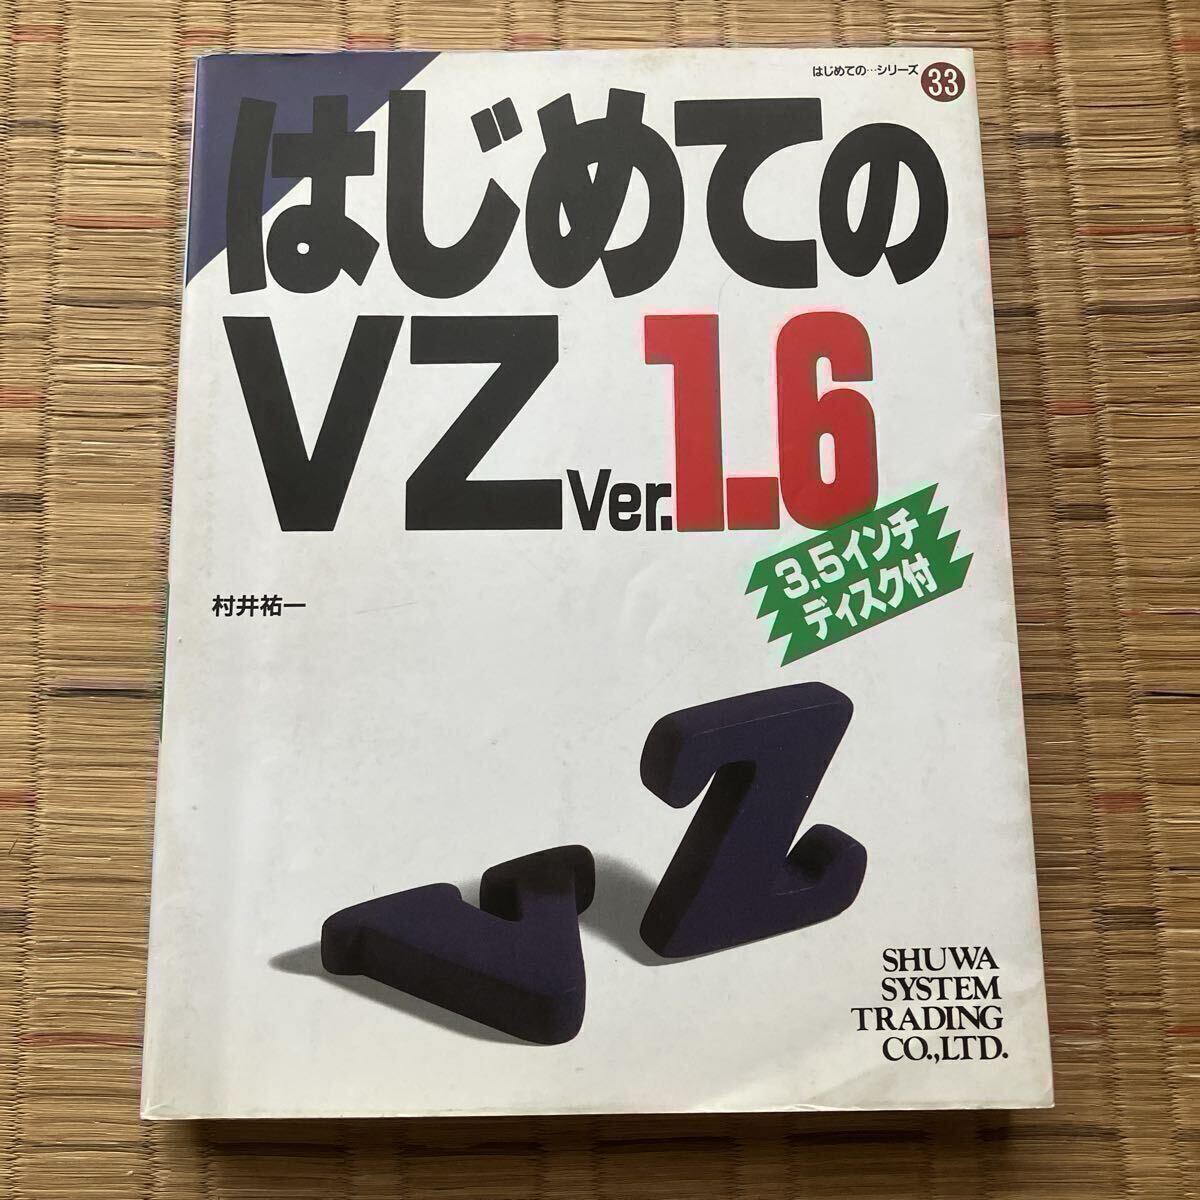 はじめての…シリーズ 33
はじめての
VZ Ver.1.6
3.5インチ
ディスク付
村井祐一
VZ
SHUWA
SYSTEM
TRADING
CO.,LTD.